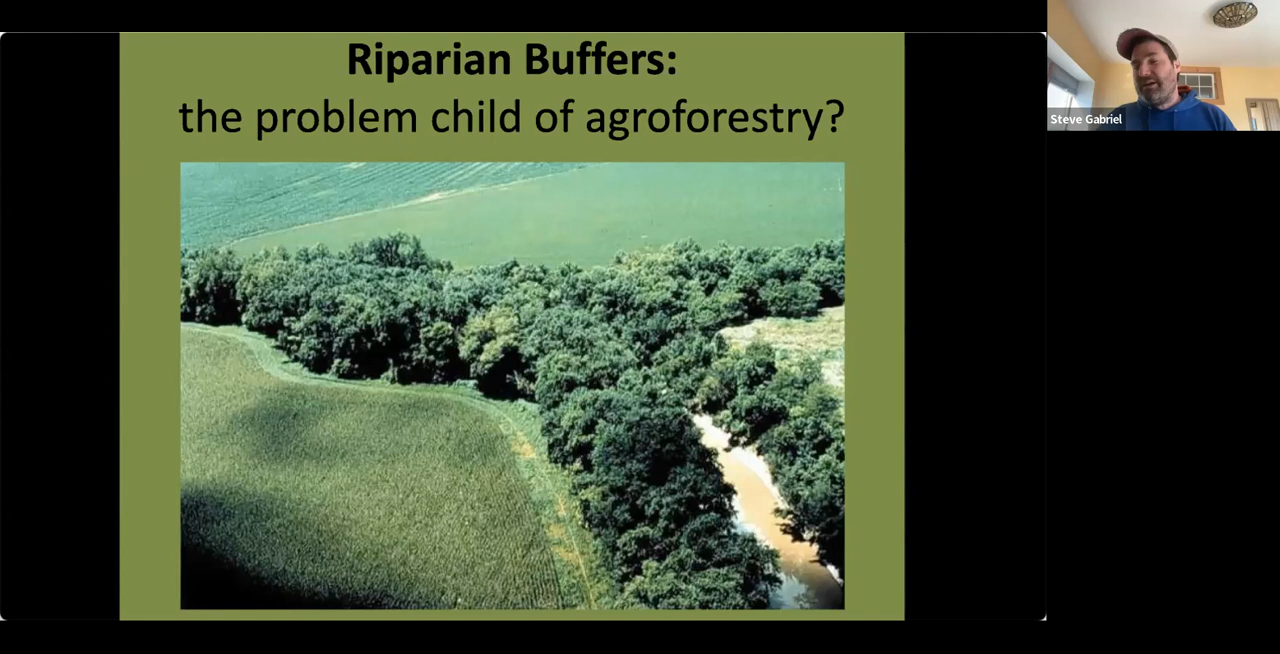 Riparian Buffers:
the problem child of agroforestry?
Steve Gabriel